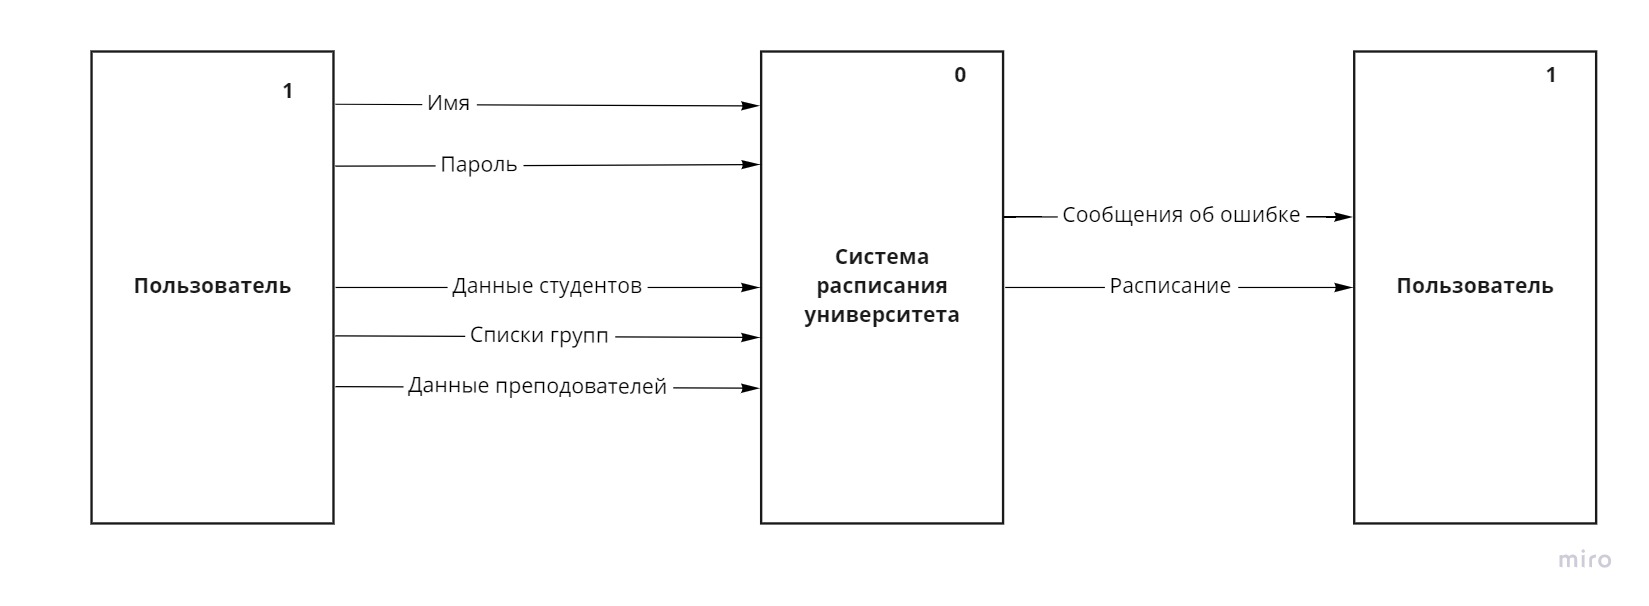 1
Пользователь
Имя
Пароль
Данные студентов
Списки групп
Данные преподователей
0
Система
расписания
университета
Сообщения об ошибке
Расписание
1
Пользователь
miro